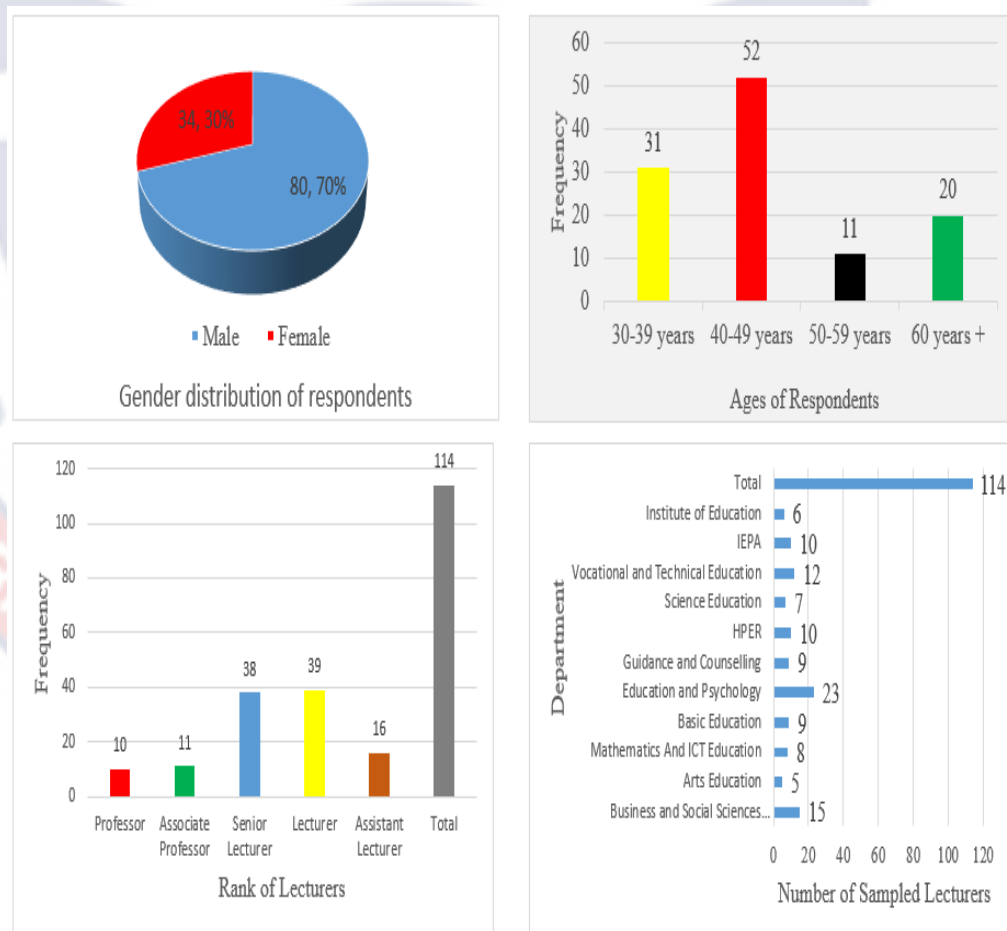 34, 30%
80, 70%
Male Female
Gender distribution of respondents
60
50
40
30
20
10
0
Frequency
31
52
11
20
30-39 years 40-49 years 50-59 years 60 years +
Ages of Respondents
120
100
80
60
40
20
0
Frequency
10
11
38
39
16
114
Professor Associate Professor Senior Lecturer Lecturer Assistant Lecturer Total
Rank of Lecturers
Department
Total 114
Institute of Education 6
IEPA 10
Vocational and Technical Education 12
Science Education 7
HPER 10
Guidance and Counselling 9
Education and Psychology 23
Basic Education 9
Mathematics And ICT Education 8
Arts Education 5
Business and Social Sciences... 15
0 20 40 60 80 100 120
Number of Sampled Lecturers